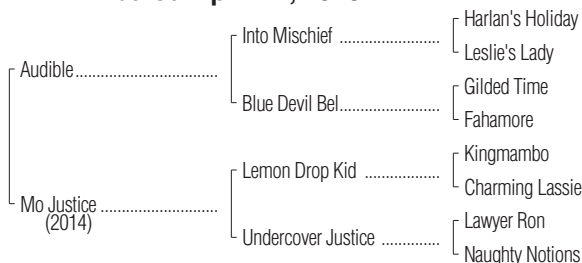 Harlan's Holiday
Into Mischief ........................
Leslie's Lady
Audible..................................
Gilded Time
Blue Devil Bel........................
Fahamore
Kingmambo
Lemon Drop Kid ..................
Charming Lassie
Mo Justice ............................
(2014)
Lawyer Ron
Undercover Justice ..............
Naughty Notions